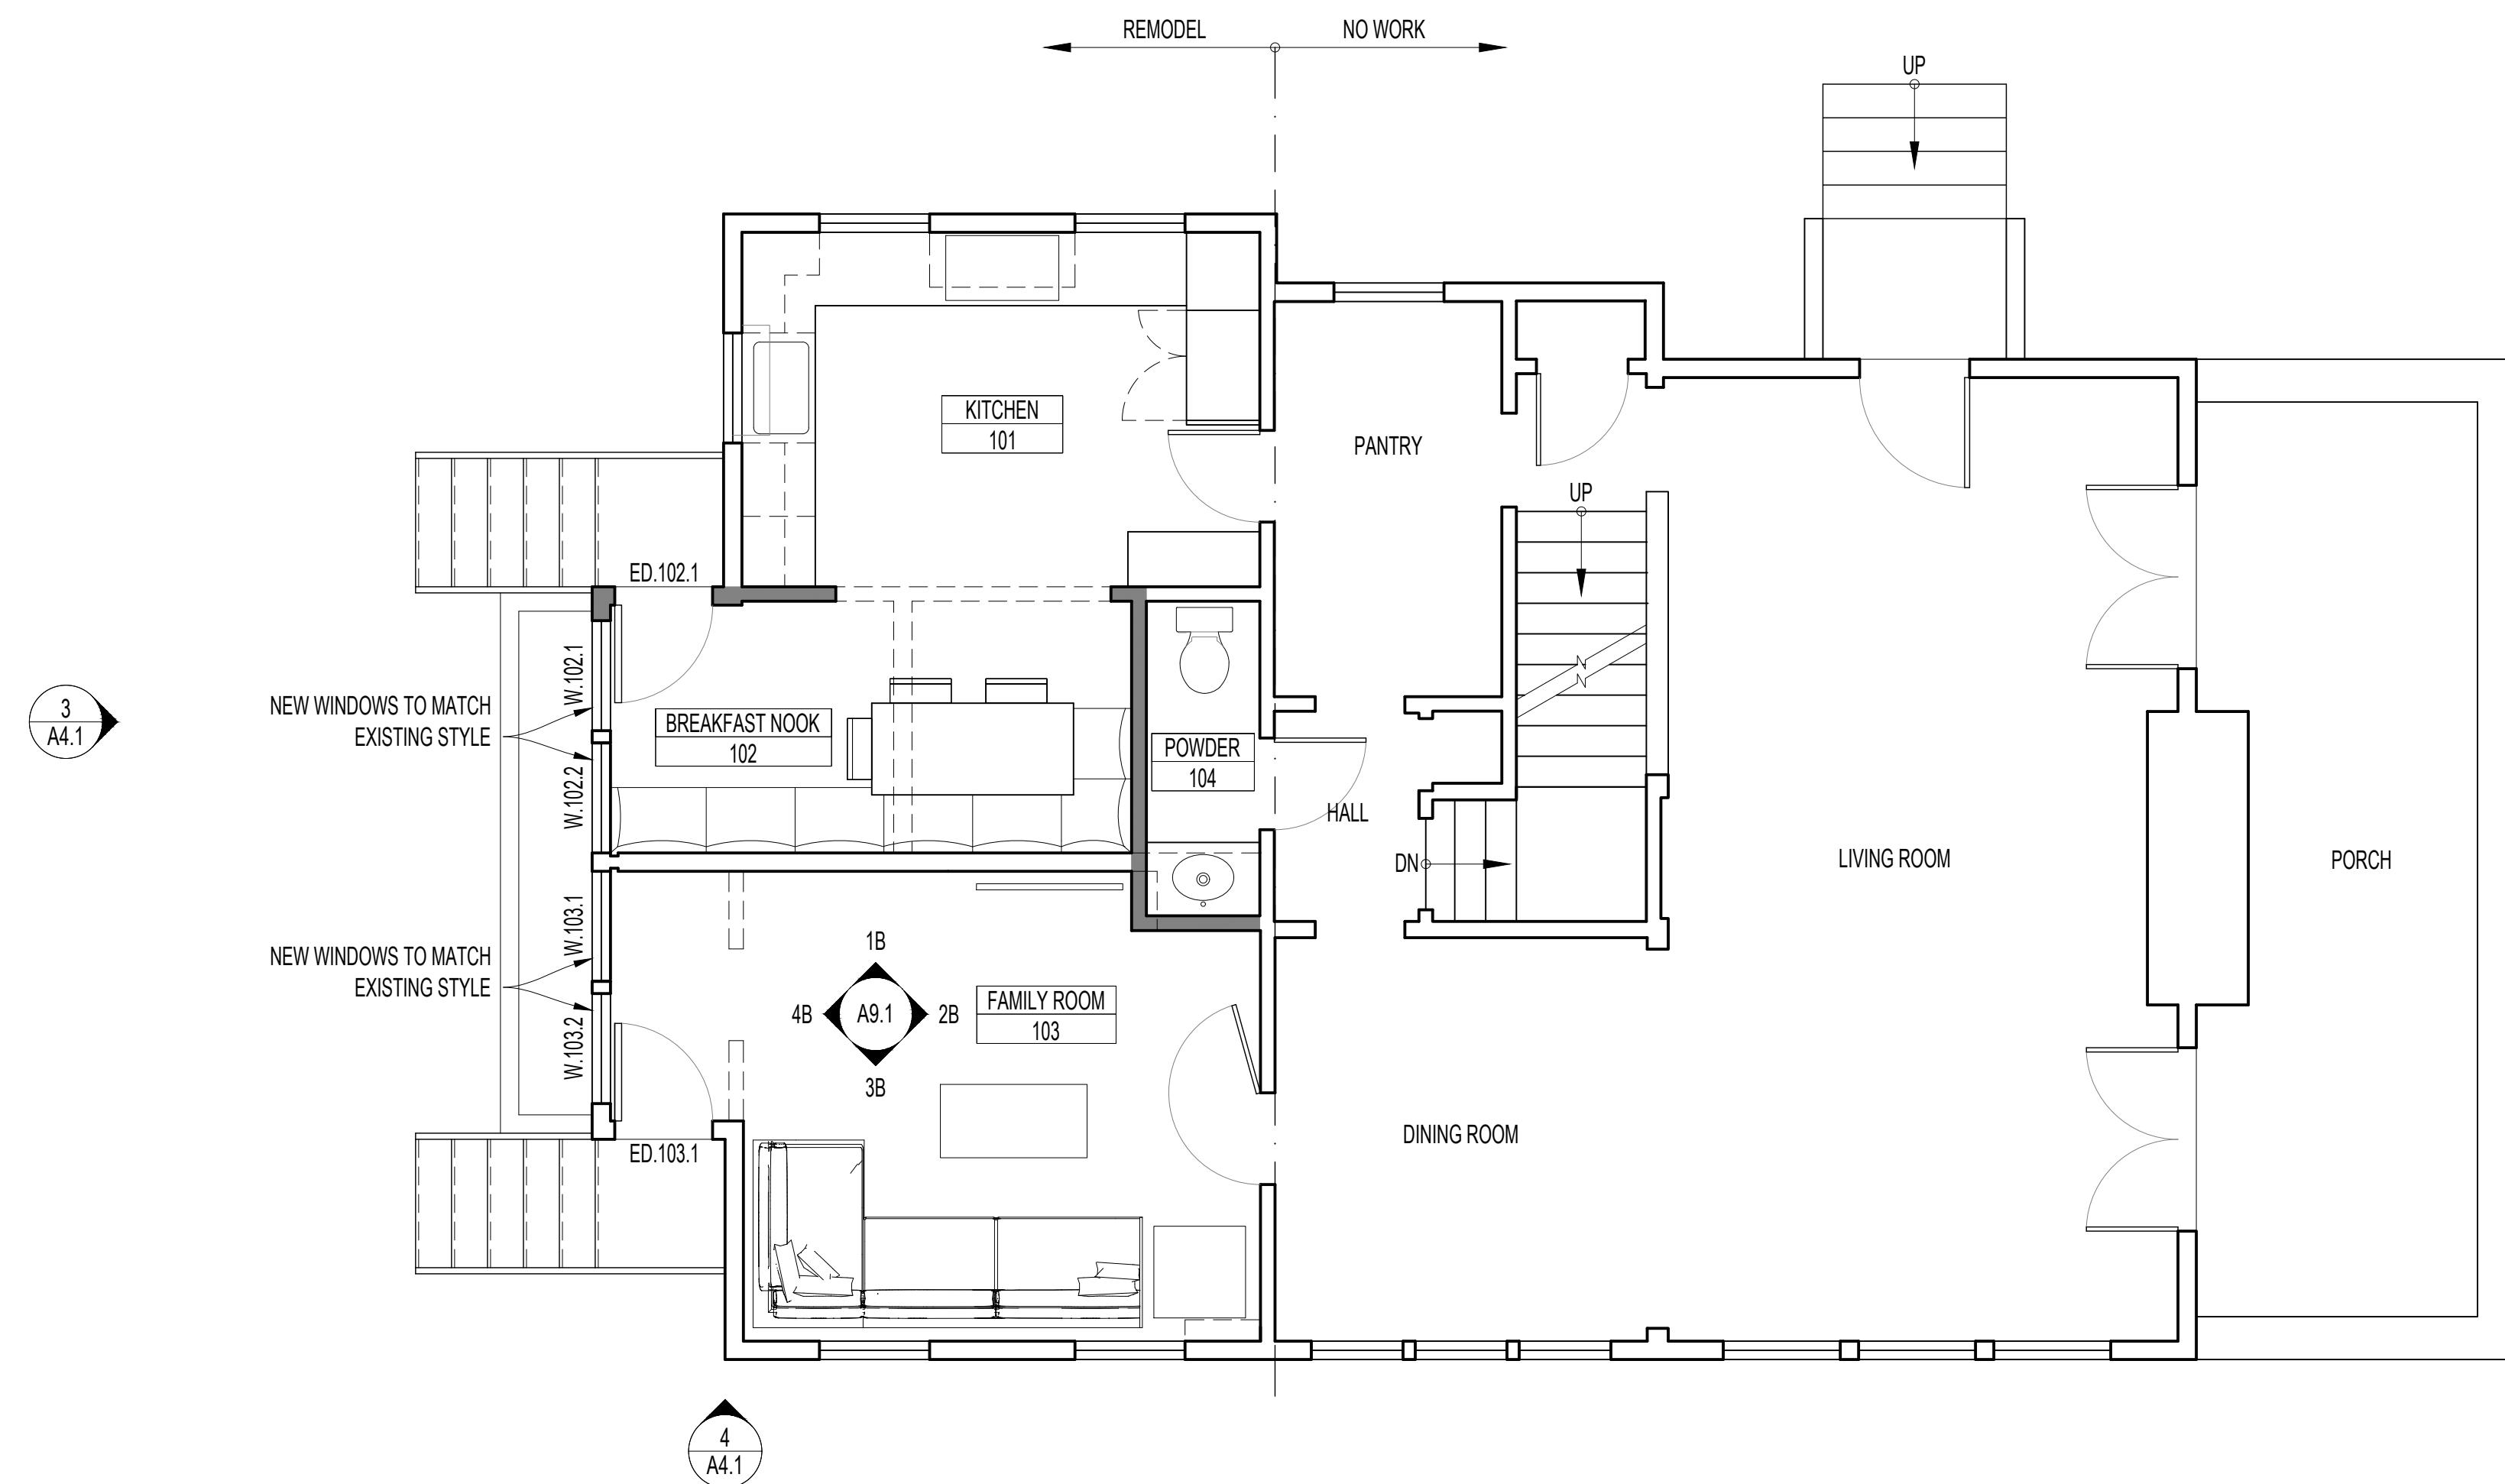 REMODEL
NO WORK
UP
KITCHEN
101
PANTRY
UP
ED.102.1
W.102.1
NEW WINDOWS TO MATCH
EXISTING STYLE
3
A4.1
BREAKFAST NOOK
102
POWDER
104
W.102.2
HALL
DN
LIVING ROOM
PORCH
W.103.1
NEW WINDOWS TO MATCH
EXISTING STYLE
1B
4B
A9.1
2B
3B
FAMILY ROOM
103
W.103.2
DINING ROOM
ED.103.1
4
A4.1